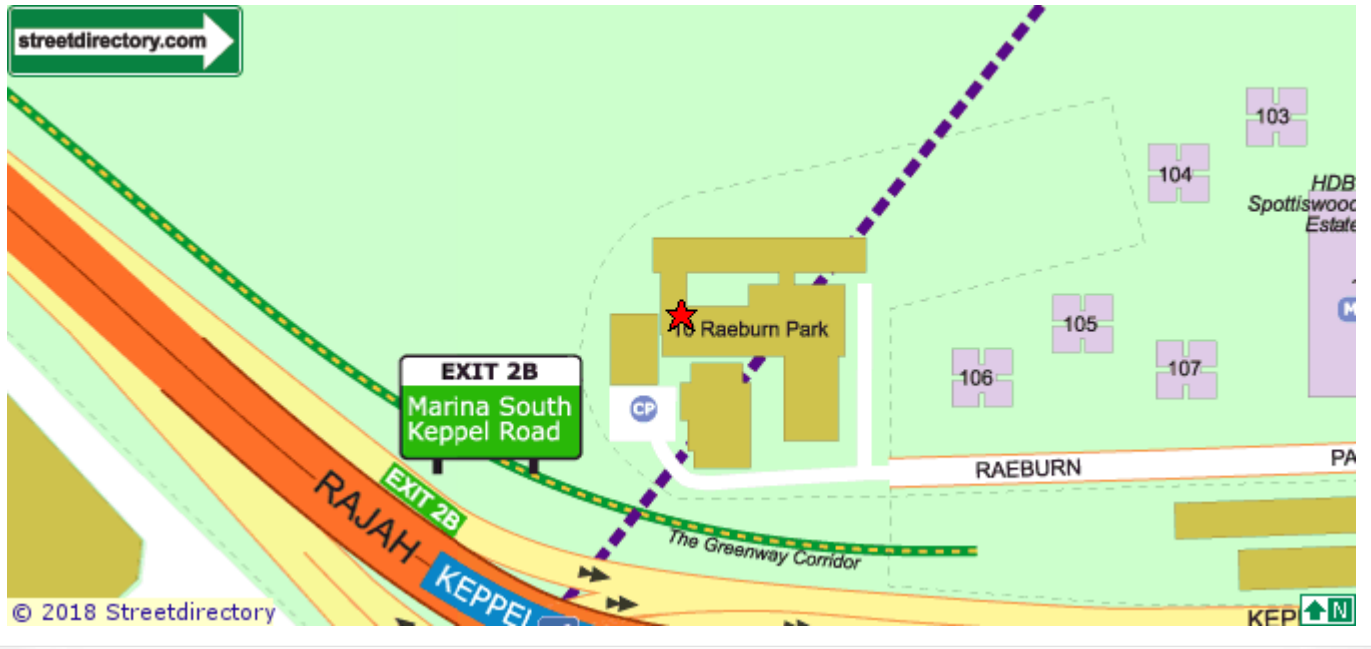 streetdirectory.com
103
104
HDB
Spottiswood
Estate
M
10 Raeburn Park
105
106
107
CP
EXIT 2B
Marina South
Keppel Road
RAEBURN
PA
EXIT 2B
RAJAH
The Greenway Corridor
KEPPEL
© 2018 Streetdirectory
KEP
N